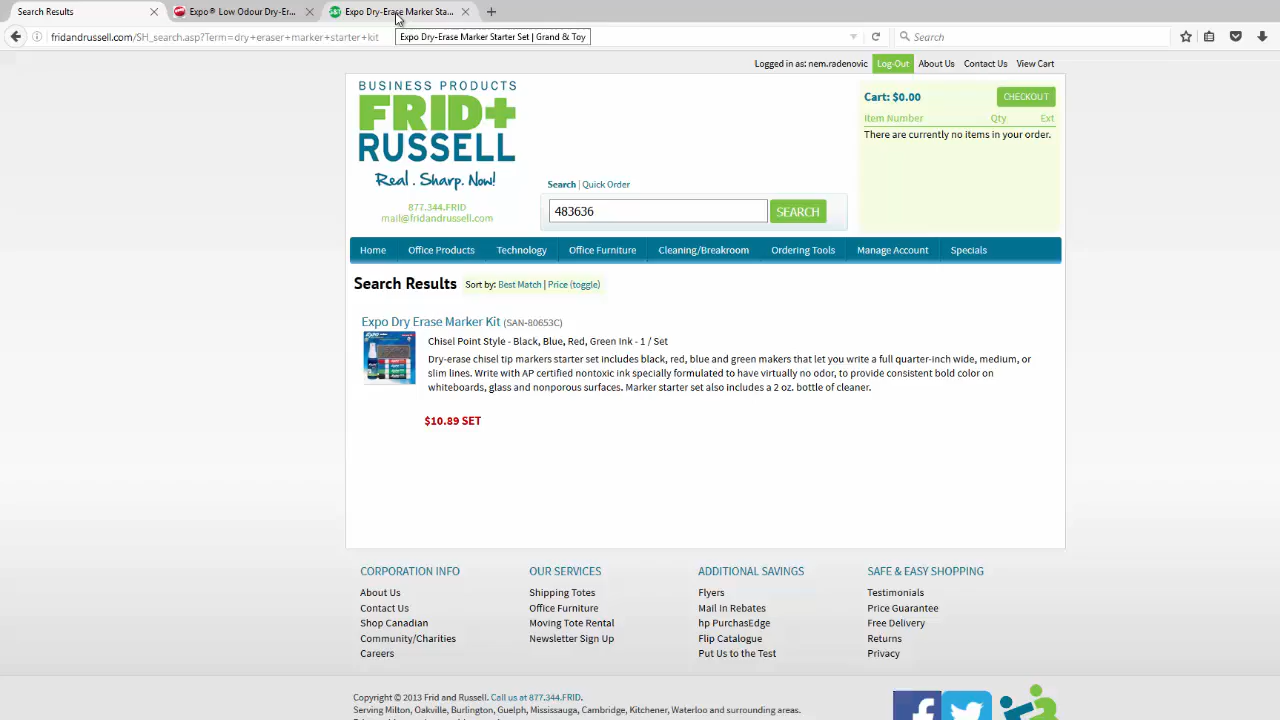 Search Results
Expo® Low Odour Dry-Er...
Expo Dry-Erase Marker Sta...
fridandrussell.com/SH_search.asp?Term=dry+eraser+marker+starter+kit
Expo Dry-Erase Marker Starter Set | Grand & Toy
Search
Logged in as: nem.radenovic
Log-Out
About Us
Contact Us
View Cart
BUSINESS PRODUCTS
FRID+
RUSSELL
Real. Sharp. Now!
877.344.FRID
mail@fridandrussell.com
Search | Quick Order
483636
SEARCH
Cart: $0.00
CHECKOUT
Item Number Qty Ext
There are currently no items in your order.
Home Office Products Technology Office Furniture Cleaning/Breakroom Ordering Tools Manage Account Specials
Search Results Sort by: Best Match | Price (toggle)
Expo Dry Erase Marker Kit (SAN-80653C)
Chisel Point Style - Black, Blue, Red, Green Ink - 1 / Set
Dry-erase chisel tip markers starter set includes black, red, blue and green makers that let you write a full quarter-inch wide, medium, or
slim lines. Write with AP certified nontoxic ink specially formulated to have virtually no odor, to provide consistent bold color on
whiteboards, glass and nonporous surfaces. Marker starter set also includes a 2 oz. bottle of cleaner.
$10.89 SET
CORPORATION INFO
About Us
Contact Us
Shop Canadian
Community/Charities
Careers
OUR SERVICES
Shipping Totes
Office Furniture
Moving Tote Rental
Newsletter Sign Up
ADDITIONAL SAVINGS
Flyers
Mail In Rebates
hp PurchasEdge
Flip Catalogue
Put Us to the Test
SAFE & EASY SHOPPING
Testimonials
Price Guarantee
Free Delivery
Returns
Privacy
Copyright © 2013 Frid and Russell. Call us at 877.344.FRID.
Serving Milton, Oakville, Burlington, Guelph, Mississauga, Cambridge, Kitchener, Waterloo and surrounding areas.